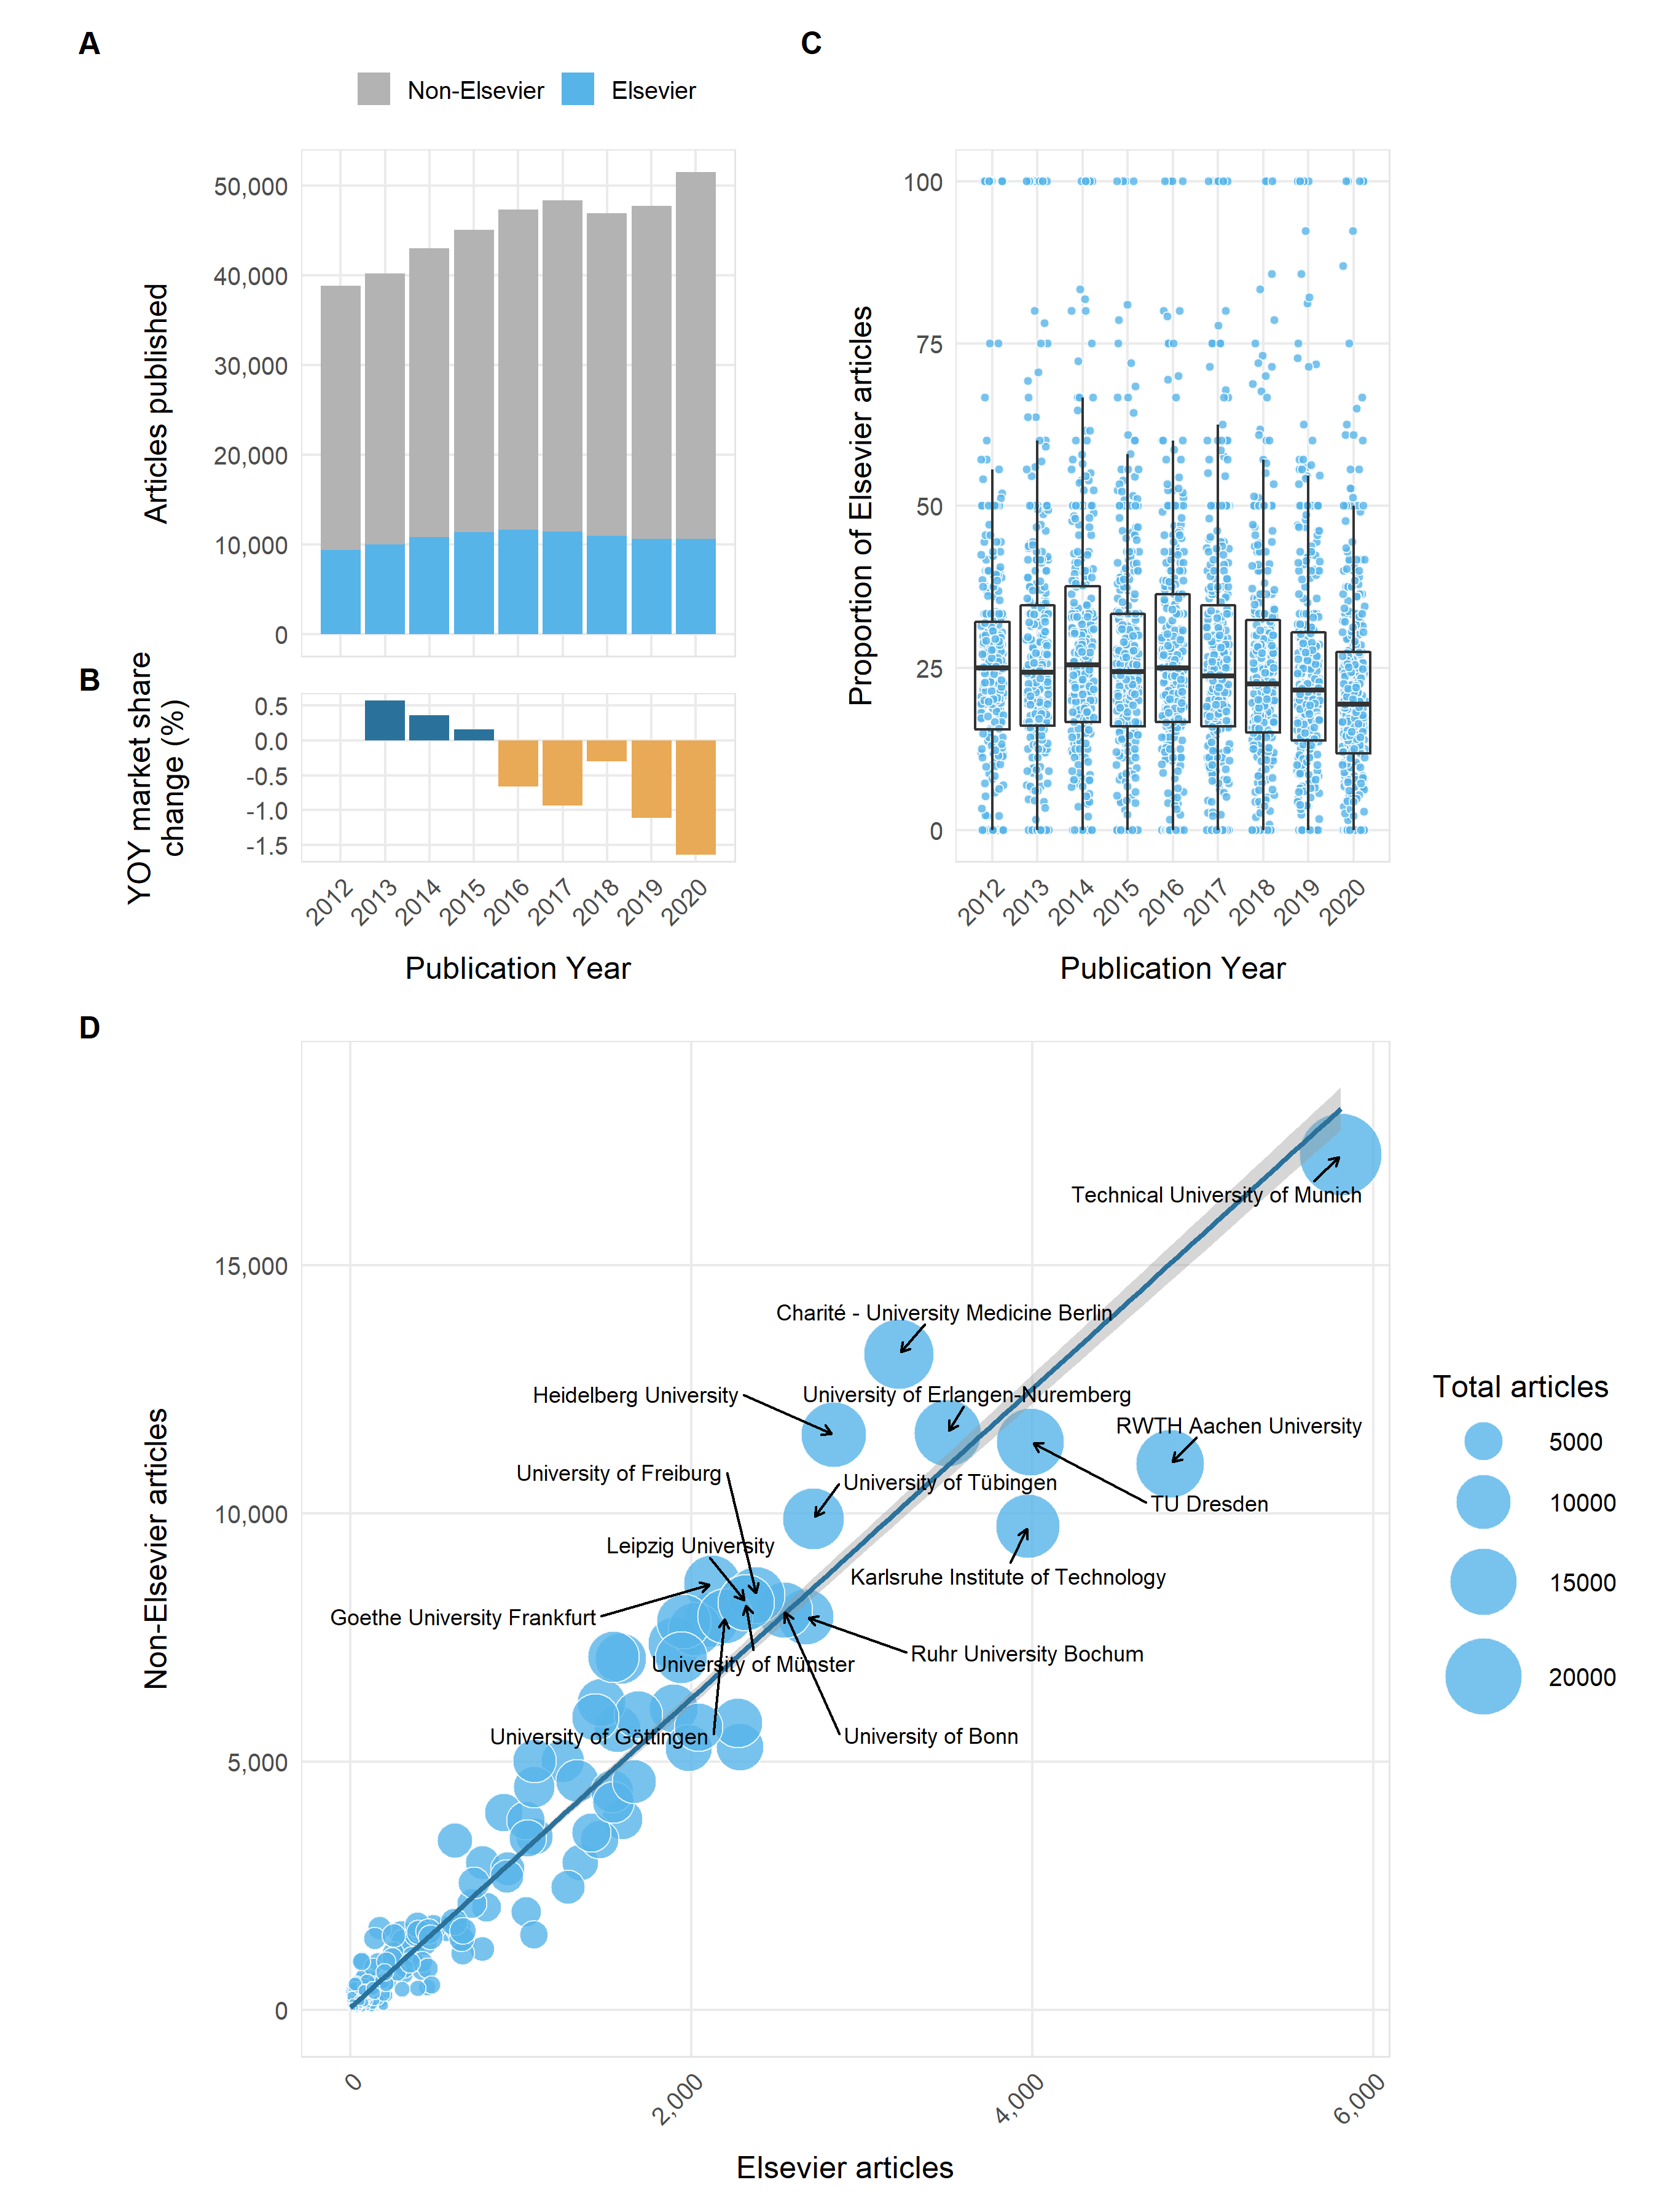 A
Non-Elsevier
Elsevier
Articles published
50,000
40,000
30,000
20,000
10,000
0
B
YOY market share
change (%)
0.5
0.0
-0.5
-1.0
-1.5
2012
2013
2014
2015
2016
2017
2018
2019
2020
Publication Year
C
Proportion of Elsevier articles
100
75
50
25
0
2012
2013
2014
2015
2016
2017
2018
2019
2020
Publication Year
D
Non-Elsevier articles
15,000
10,000
5,000
0
Technical University of Munich
Charité - University Medicine Berlin
Heidelberg University
University of Erlangen-Nuremberg
RWTH Aachen University
University of Freiburg
University of Tübingen
TU Dresden
Leipzig University
Karlsruhe Institute of Technology
Goethe University Frankfurt
Ruhr University Bochum
University of Münster
University of Göttingen
University of Bonn
0
2,000
4,000
6,000
Elsevier articles
Total articles
5000
10000
15000
20000